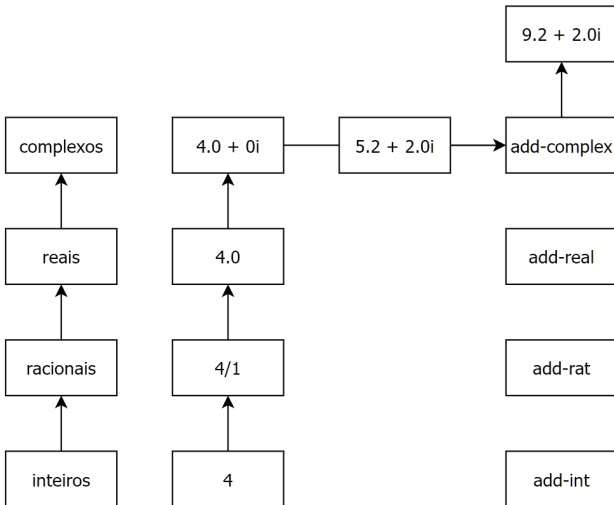 9.2 + 2.0i
complexos
4.0 + 0i
5.2 + 2.0i
add-complex
reais
4.0
add-real
racionais
4/1
add-rat
inteiros
4
add-int